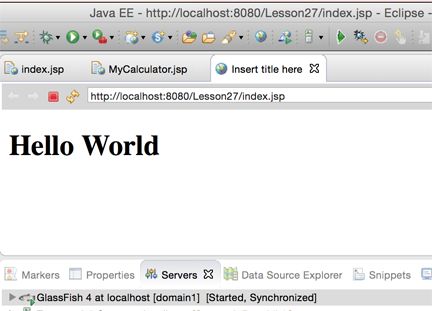 Java EE - http://localhost:8080/Lesson27/index.jsp - Eclipse -
index.jsp MyCalculator.jsp Insert title here
http://localhost:8080/Lesson27/index.jsp
Hello World
Markers Properties Servers Data Source Explorer Snippets
GlassFish 4 at localhost [domain1] [Started, Synchronized]